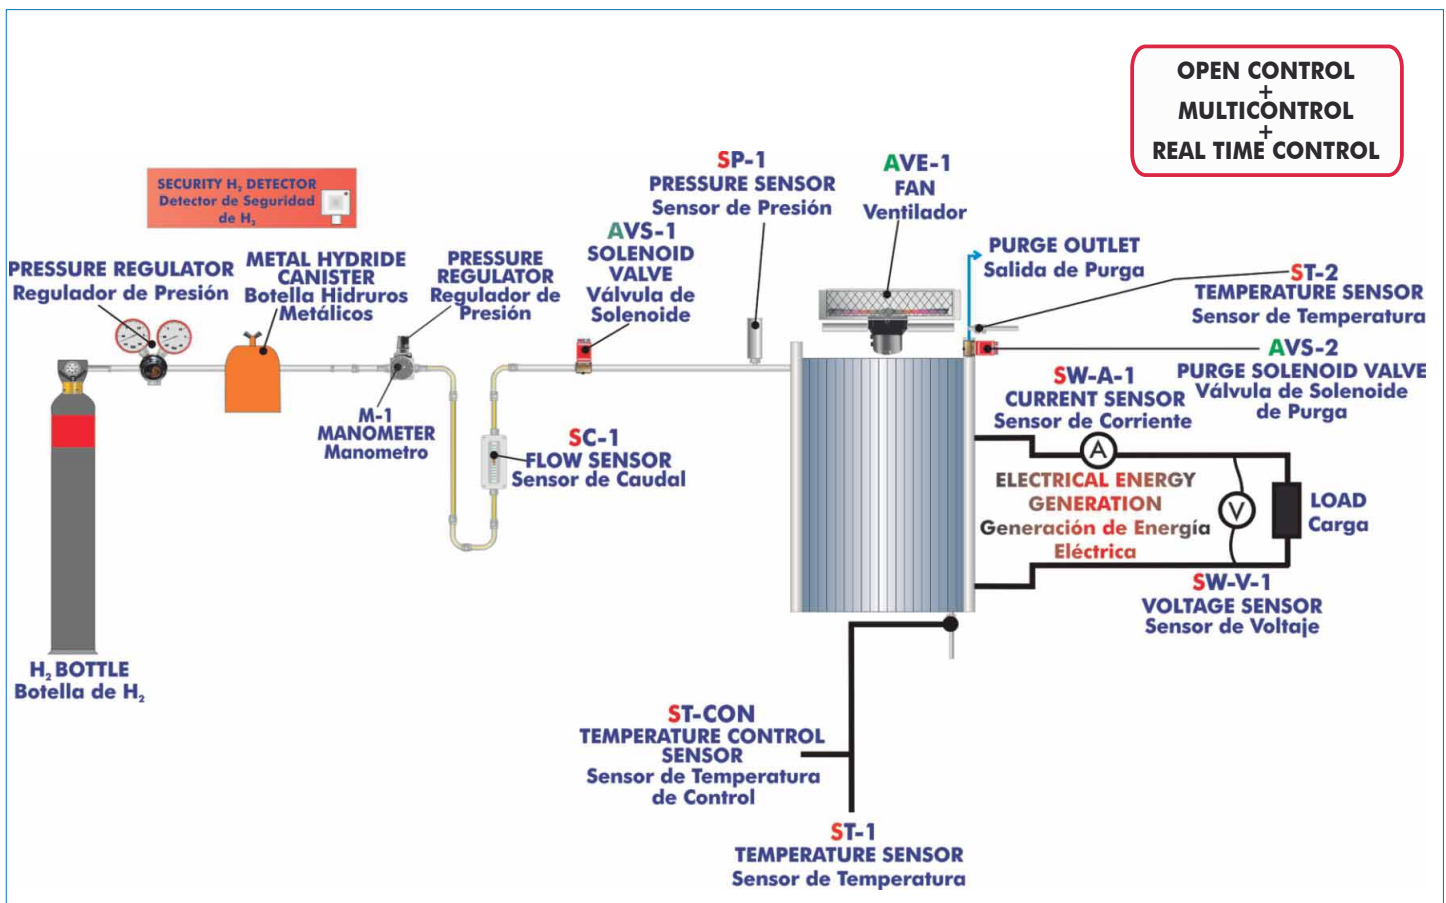 OPEN CONTROL
+
MULTICONTROL
+
REAL TIME CONTROL
SECURITY H₂ DETECTOR
Detector de Seguridad
de H₂
PRESSURE REGULATOR
Regulador de Presión
METAL HYDRIDE
CANISTER
Botella Hidruros
Metálicos
PRESSURE
REGULATOR
Regulador de
Presión
AVS-1
SOLENOID
VALVE
Válvula de
Solenoide
SP-1
PRESSURE SENSOR
Sensor de Presión
AVE-1
FAN
Ventilador
PURGE OUTLET
Salida de Purga
ST-2
TEMPERATURE SENSOR
Sensor de Temperatura
AVS-2
PURGE SOLENOID VALVE
Válvula de Solenoide
de Purga
M-1
MANOMETER
Manometro
SC-1
FLOW SENSOR
Sensor de Caudal
SW-A-1
CURRENT SENSOR
Sensor de Corriente
A
ELECTRICAL ENERGY
GENERATION
Generación de Energía
Eléctrica
V
LOAD
Carga
SW-V-1
VOLTAGE SENSOR
Sensor de Voltaje
H₂ BOTTLE
Botella de H₂
ST-CON
TEMPERATURE CONTROL
SENSOR
Sensor de Temperatura
de Control
ST-1
TEMPERATURE SENSOR
Sensor de Temperatura